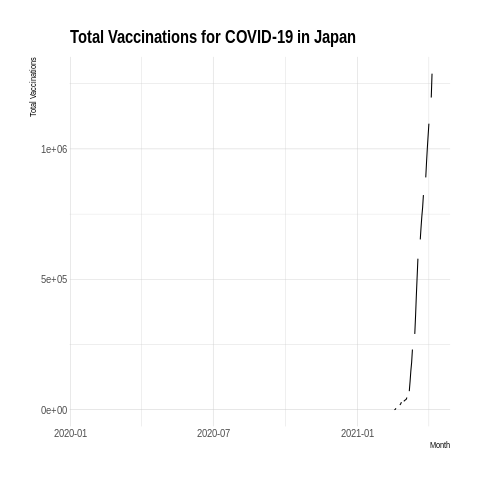 Total Vaccinations for COVID-19 in Japan
Total Vaccinations
1e+06
5e+05
0e+00
2020-01
2020-07
2021-01
Month